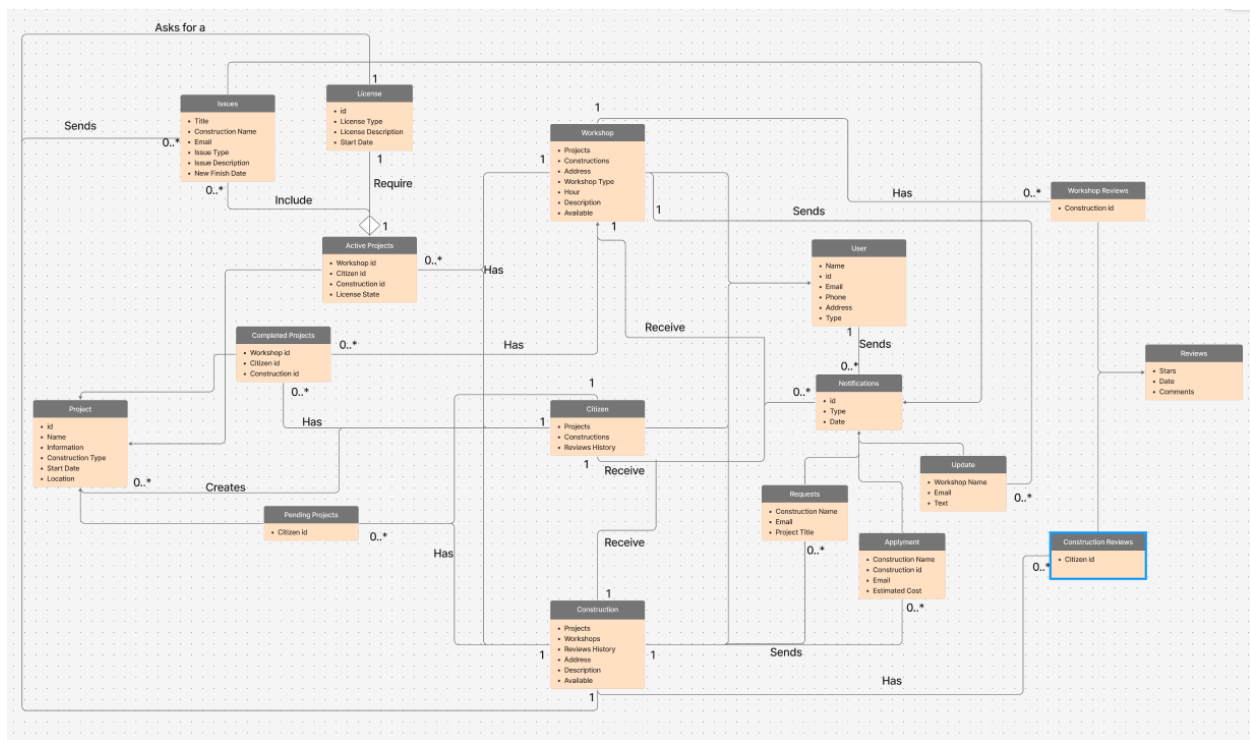 Asks for a
1
License
id
License Type
License Description
Start Date
1
Require
Issues
Title
Construction Name
Email
Issue Type
Issue Description
New Finish Date
Sends
0..*
0..*
Include
1
Active Projects
Workshop id
Citizen id
Construction id
License State
0..*
Has
Completed Projects
Workshop id
Citizen id
Construction id
0..*
Has
0..*
Has
Project
id
Name
Information
Construction Type
Start Date
Location
0..*
Creates
Pending Projects
Citizen id
0..*
Has
1
Workshop
Projects
Constructions
Address
Workshop Type
Hour
Description
Available
1
1
1
Receive
1
Citizen
Projects
Constructions
Reviews History
1
1
Receive
Receive
1
Construction
Projects
Workshops
Reviews History
Address
Description
Available
1
1
1
Sends
Has
Has
0..*
Sends
Workshop Reviews
Construction id
User
Name
id
Email
Phone
Address
Type
1
Sends
0..*
0..*
Notifications
id
Type
Date
Update
Workshop Name
Email
Text
0..*
Requests
Construction Name
Email
Project Title
0..*
Applyment
Construction Name
Construction id
Email
Estimated Cost
0..*
Reviews
Stars
Date
Comments
Construction Reviews
Citizen id
0..*